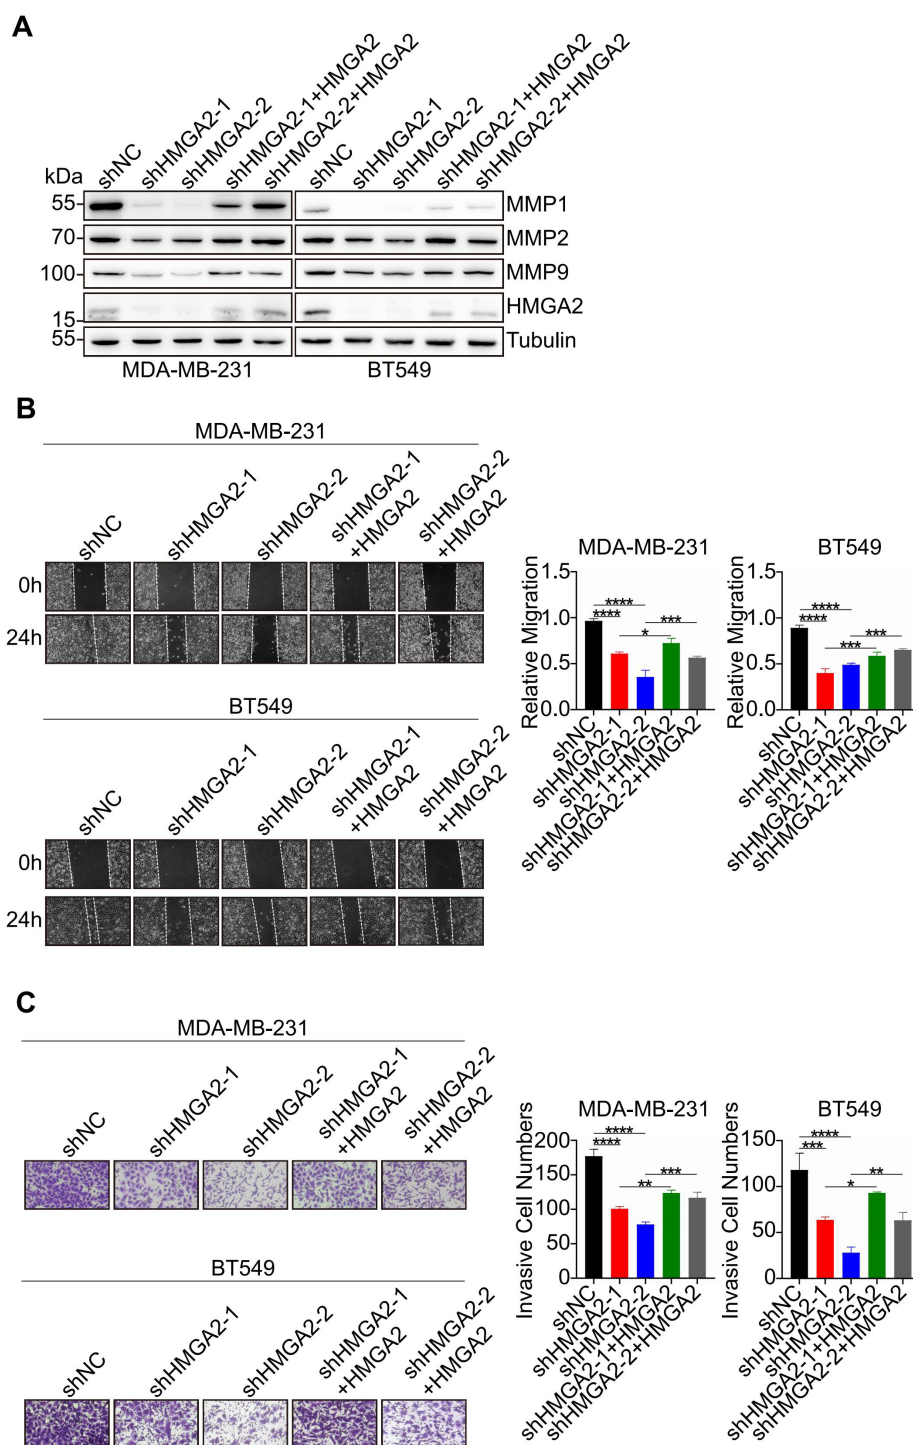 A
shNC
shHMGA2-1
shHMGA2-2
shHMGA2-1+HMGA2
shHMGA2-2+HMGA2
shNC
shHMGA2-1
shHMGA2-2
shHMGA2-1+HMGA2
shHMGA2-2+HMGA2
kDa
55
MMP1
70
MMP2
100
MMP9
15
HMGA2
55
Tubulin
MDA-MB-231
BT549
B
MDA-MB-231
shNC
shHMGA2-1
shHMGA2-2
shHMGA2-1
+HMGA2
shHMGA2-2
+HMGA2
0h
24h
BT549
shNC
shHMGA2-1
shHMGA2-2
shHMGA2-1
+HMGA2
shHMGA2-2
+HMGA2
0h
24h
MDA-MB-231
Relative Migration
1.5
1.0
0.5
0.0
****
****
***
*
shNC
shHMGA2-1
shHMGA2-2
shHMGA2-1+HMGA2
shHMGA2-2+HMGA2
BT549
Relative Migration
1.5
1.0
0.5
0.0
****
****
***
***
shNC
shHMGA2-1
shHMGA2-2
shHMGA2-1+HMGA2
shHMGA2-2+HMGA2
C
MDA-MB-231
shNC
shHMGA2-1
shHMGA2-2
shHMGA2-1
+HMGA2
shHMGA2-2
+HMGA2
BT549
shNC
shHMGA2-1
shHMGA2-2
shHMGA2-1
+HMGA2
shHMGA2-2
+HMGA2
MDA-MB-231
Invasive Cell Numbers
200
150
100
50
0
****
****
***
**
shNC
shHMGA2-1
shHMGA2-2
shHMGA2-1+HMGA2
shHMGA2-2+HMGA2
BT549
Invasive Cell Numbers
150
100
50
0
****
***
**
*
shNC
shHMGA2-1
shHMGA2-2
shHMGA2-1+HMGA2
shHMGA2-2+HMGA2